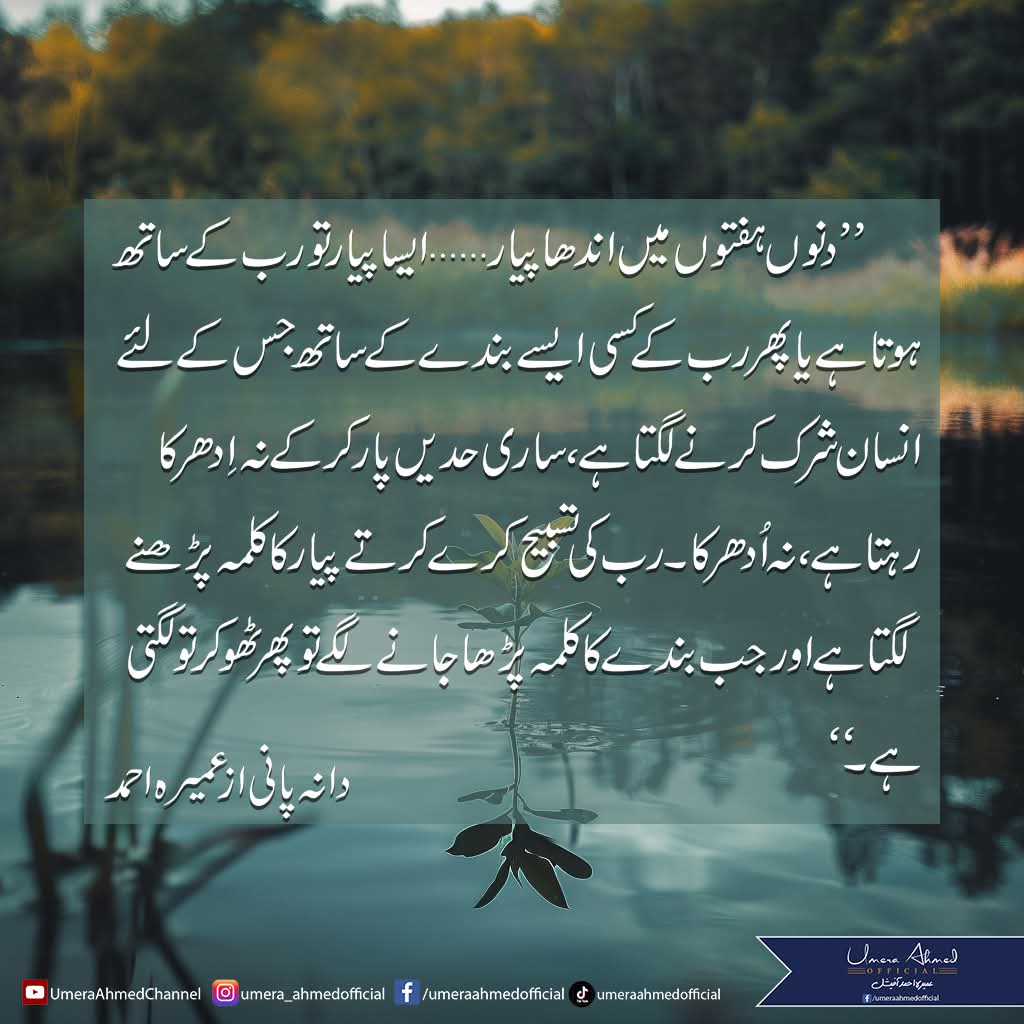 ’’دنوں ہفتوں میں اندھا پیار......ایسا پیار تو رب کے ساتھ
ہوتا ہے یا پھر رب کے کسی ایسے بندے کے ساتھ جس کے لئے
انسان شرک کرنے لگتا ہے، ساری حدیں پار کر کے نہ اِدھر کا
رہتا ہے، نہ اُدھر کا۔ رب کی تسبیح کرے کرتے پیار کا کلمہ پڑھنے
لگتا ہے اور جب بندے کا کلمہ پڑھا جانے لگے تو پھر ٹھوکر تو لگتی
ہے۔‘‘
دانہ پانی از عمیرہ احمد
UmeraAhmedChannel umera_ahmedofficial /umeraahmedofficial umeraahmedofficial
Umera Ahmed
OFFICIAL
عمیرہ احمد آفیشل
/umeraahmedofficial